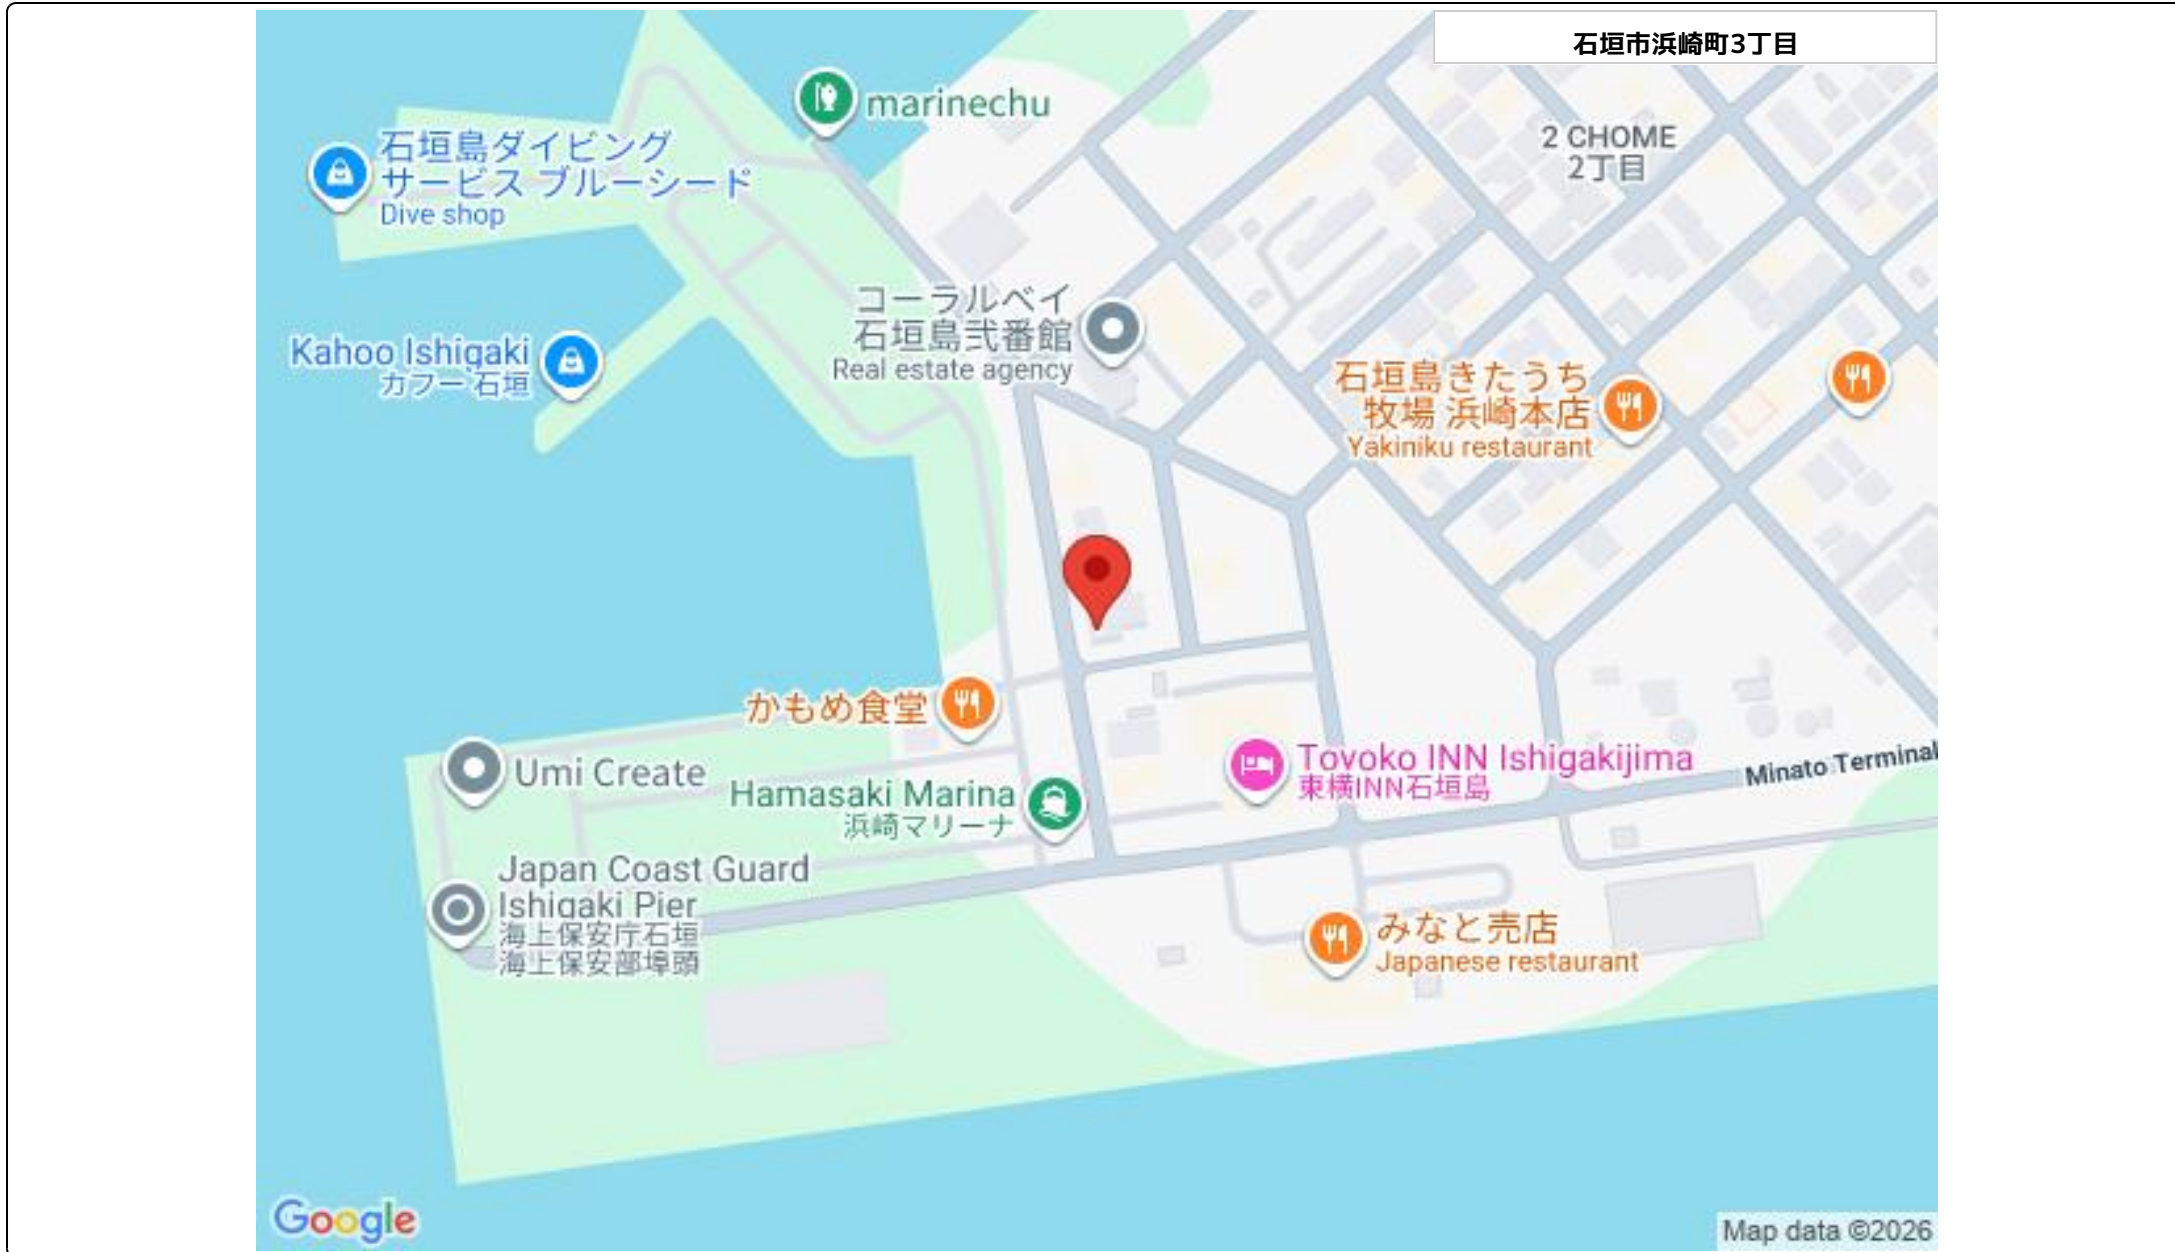 石垣市浜崎町3丁目
marinechu
2 CHOME
2丁目
石垣島ダイビング
サービス ブルーシード
Dive shop
コーラルベイ
石垣島弐番館
Real estate agency
Kahoo Ishigaki
カフー 石垣
石垣島きたうち
牧場 浜崎本店
Yakiniku restaurant
かもめ食堂
Umi Create
Hamasaki Marina
浜崎マリーナ
Toyoko INN Ishigakijima
東横INN石垣島
Minato Terminal
Japan Coast Guard
Ishigaki Pier
海上保安庁石垣
海上保安部埠頭
みなと売店
Japanese restaurant
Google
Map data ©2026